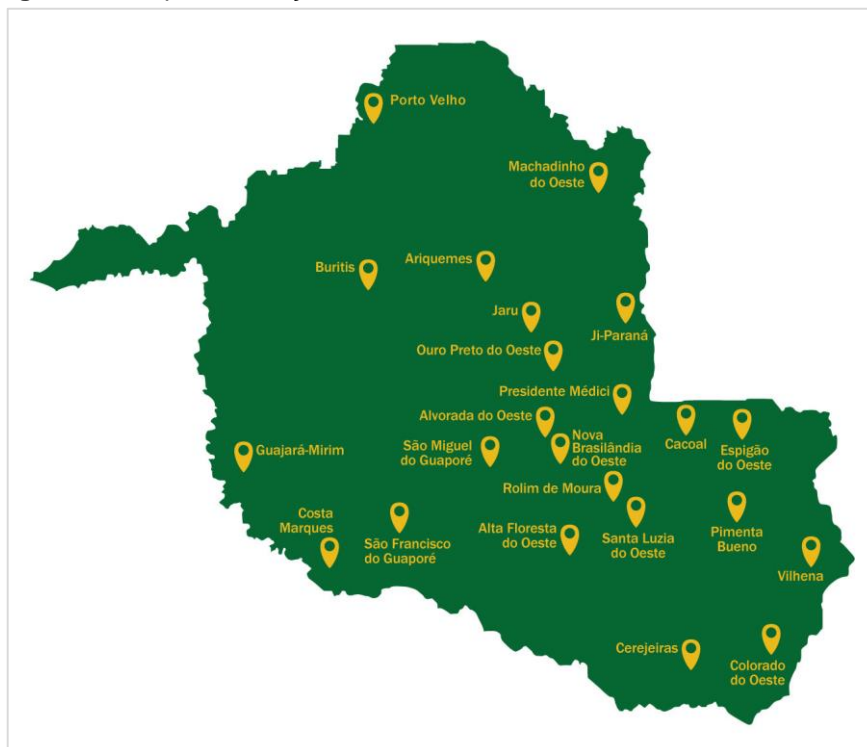 Porto Velho
Machadinho
do Oeste
Ariquemes
Buritis
Jaru
Ji-Paraná
Ouro Preto do Oeste
Presidente Médici
Alvorada do Oeste
Cacoal
Espigão
do Oeste
Nova
Brasilândia
do Oeste
São Miguel
do Guaporé
Guajará-Mirim
Rolim de Moura
Costa
Marques
São Francisco
do Guaporé
Alta Floresta
do Oeste
Santa Luzia
do Oeste
Pimenta
Bueno
Vilhena
Cerejeiras
Colorado
do Oeste